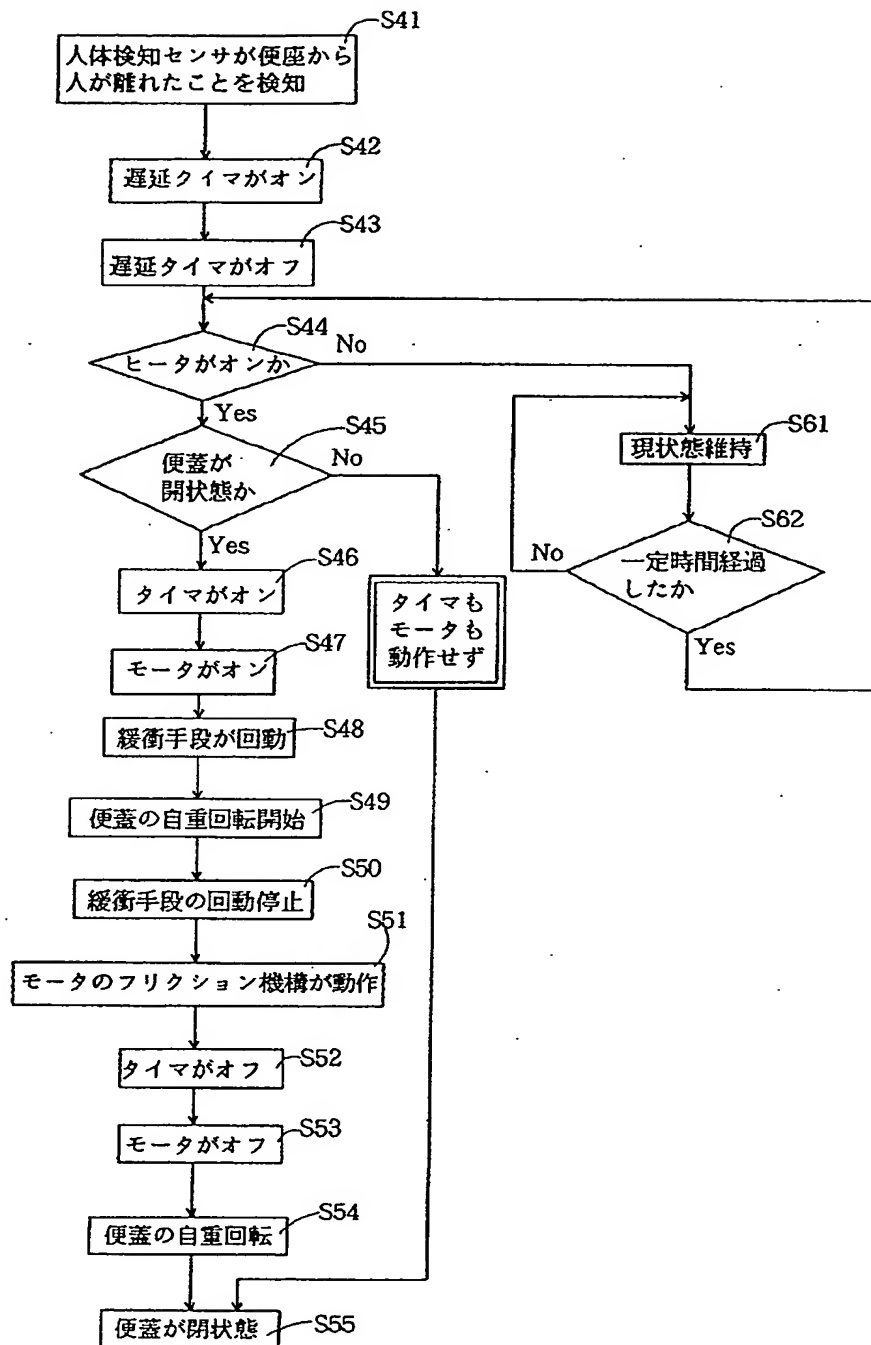 S41
人体検知センサが便座から
人が離れたことを検知
S42
遅延クイマがオン
S43
遅延タイマがオフ
S44
ヒータがオンか
No
Yes
S45
便蓋が
開状態か
No
Yes
S61
現状態維持
S62
一定時間経過
したか
No
Yes
S46
タイマがオン
タイマも
モータも
動作せず
S47
モータがオン
S48
緩衝手段が回動
S49
便蓋の自重回転開始
S50
緩衝手段の回動停止
S51
モータのフリクション機構が動作
S52
タイマがオフ
S53
モータがオフ
S54
便蓋の自重回転
S55
便蓋が閉状態